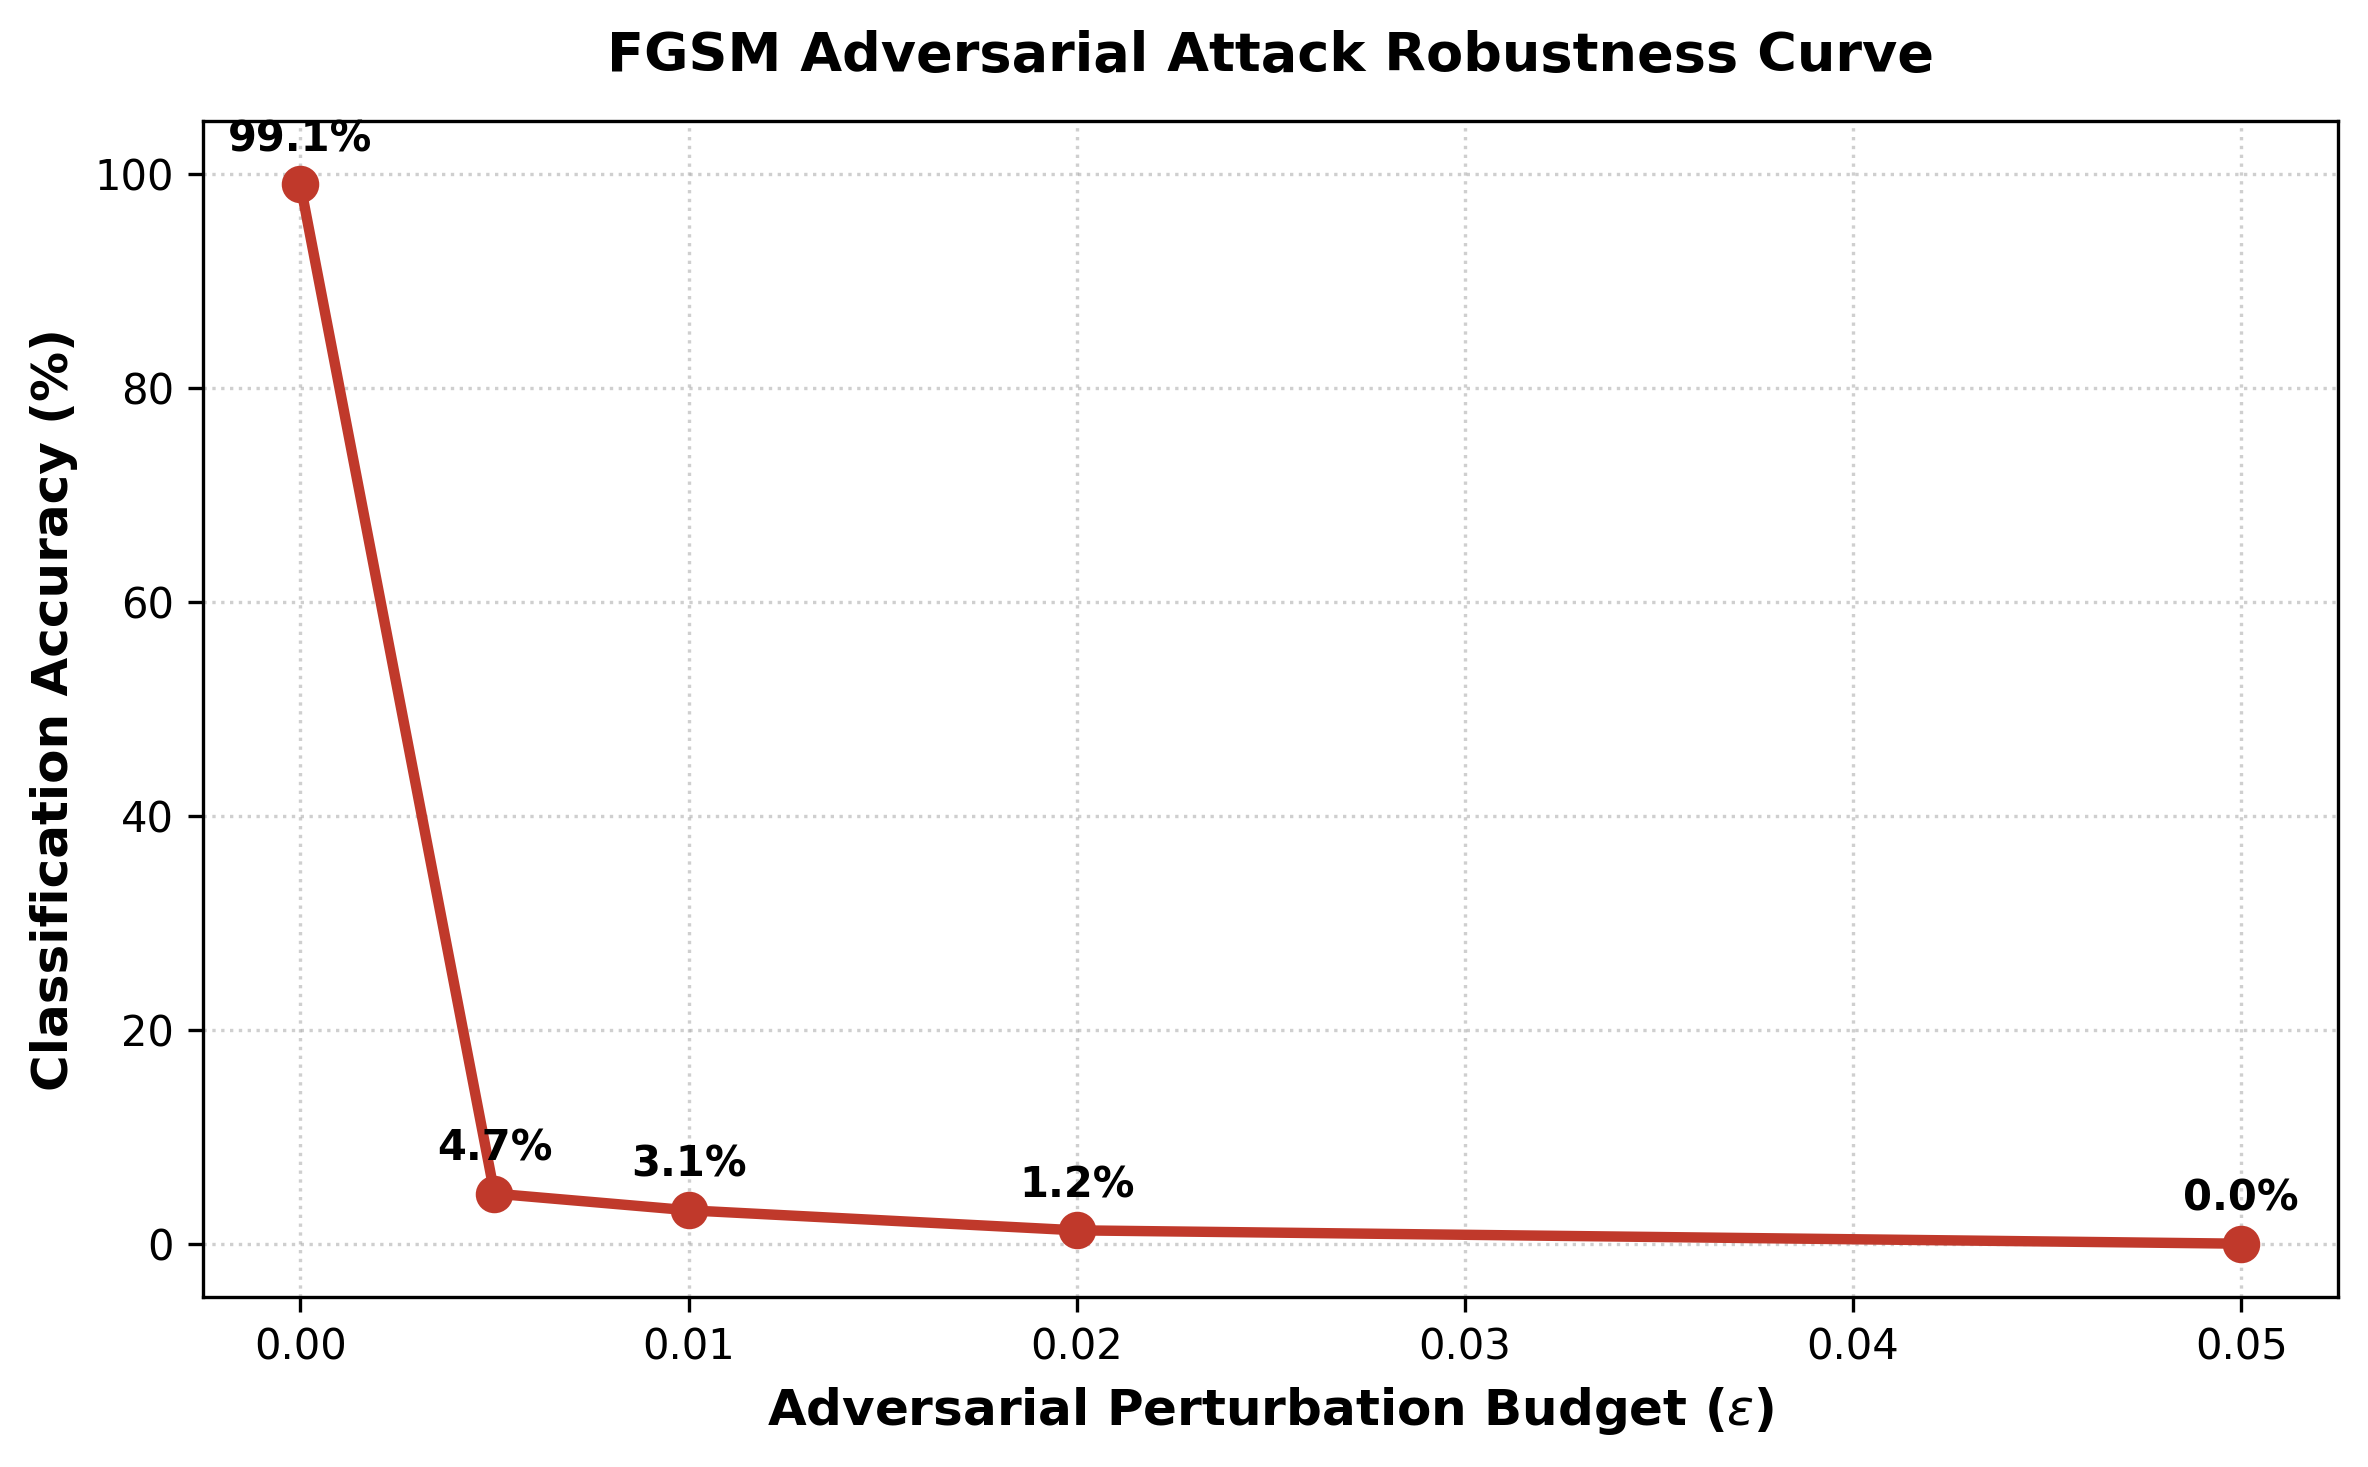 FGSM Adversarial Attack Robustness Curve
99.1%
100
80
60
40
20
0
Classification Accuracy (%)
4.7%
3.1%
1.2%
0.0%
0.00 0.01 0.02 0.03 0.04 0.05
Adversarial Perturbation Budget (ε)